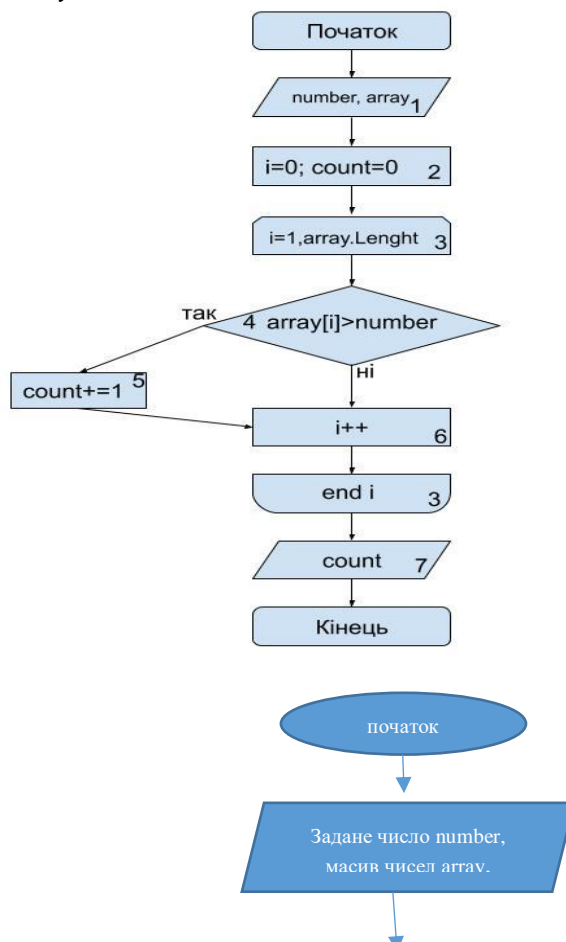 Початок
number, array 1
i=0; count=0 2
i=1,array.Lenght 3
так
4 array[i]>number
ні
count+=1 5
i++ 6
end i 3
count 7
Кінець
початок
Задане число number,
масив чисел array.